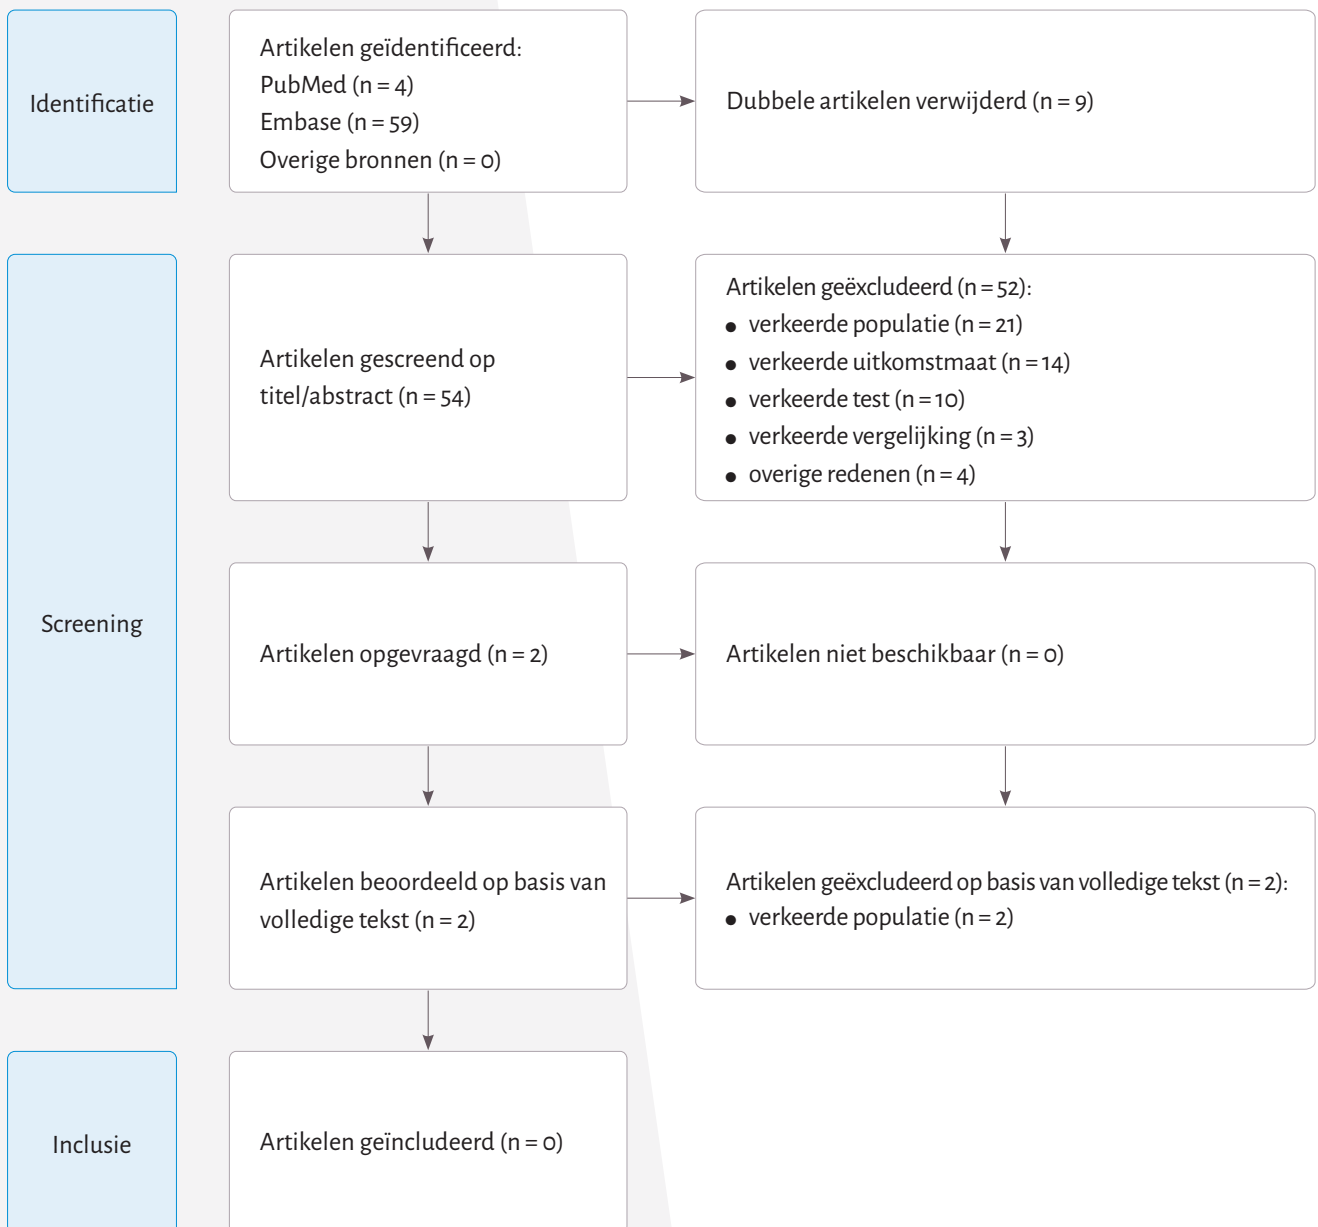 Identificatie
Artikelen geïdentificeerd:
PubMed (n = 4)
Embase (n = 59)
Overige bronnen (n = 0)
Dubbele artikelen verwijderd (n = 9)
Screening
Artikelen gescreend op
titel/abstract (n = 54)
Artikelen geëxcludeerd (n = 52):
• verkeerde populatie (n = 21)
• verkeerde uitkomstmaat (n = 14)
• verkeerde test (n = 10)
• verkeerde vergelijking (n = 3)
• overige redenen (n = 4)
Artikelen opgevraagd (n = 2)
Artikelen niet beschikbaar (n = 0)
Artikelen beoordeeld op basis van
volledige tekst (n = 2)
Artikelen geëxcludeerd op basis van volledige tekst (n = 2):
• verkeerde populatie (n = 2)
Inclusie
Artikelen geïncludeerd (n = 0)